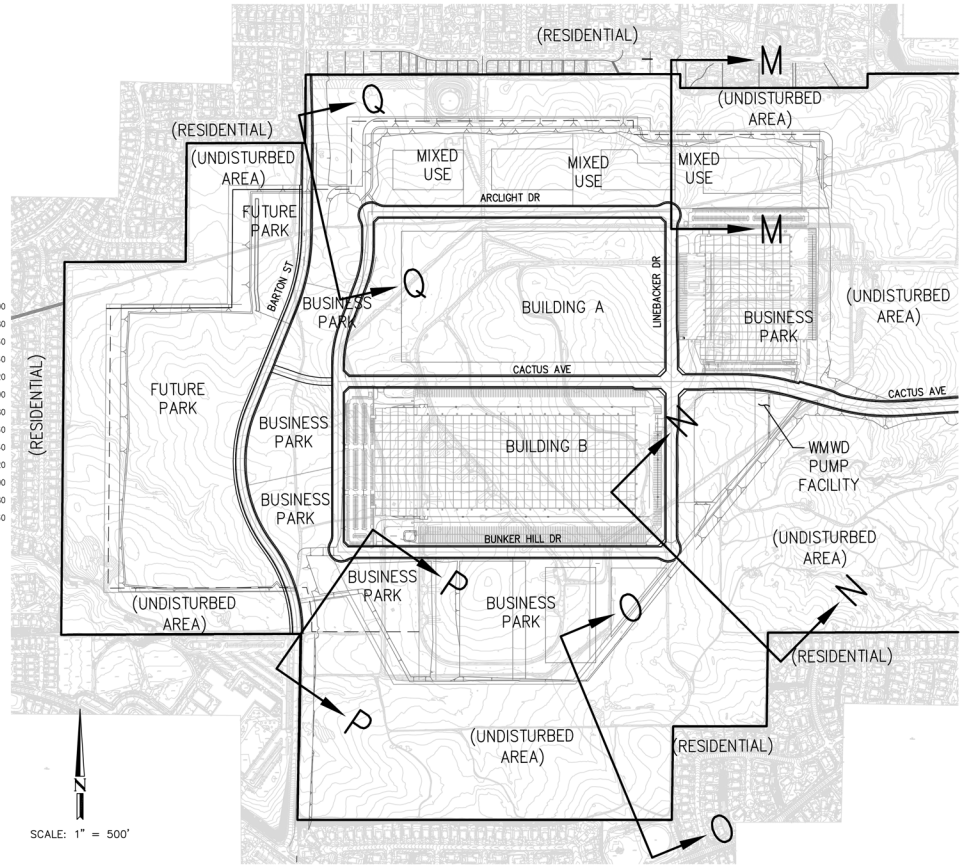 (RESIDENTIAL)
M
(UNDISTURBED
AREA)
Q
(RESIDENTIAL)
(UNDISTURBED
AREA)
MIXED
USE
MIXED
USE
MIXED
USE
ARCLIGHT DR
FUTURE
PARK
M
BARTON ST
Q
BUSINESS
PARK
BUILDING A
LINEBACKER DR
BUSINESS
PARK
(UNDISTURBED
AREA)
CACTUS AVE
CACTUS AVE
(RESIDENTIAL)
FUTURE
PARK
BUSINESS
PARK
BUILDING B
N
WMWD
PUMP
FACILITY
BUSINESS
PARK
BUNKER HILL DR
(UNDISTURBED
AREA)
BUSINESS
PARK
P
BUSINESS
PARK
O
N
(UNDISTURBED
AREA)
(RESIDENTIAL)
P
(UNDISTURBED
AREA)
(RESIDENTIAL)
O
N
SCALE: 1" = 500'